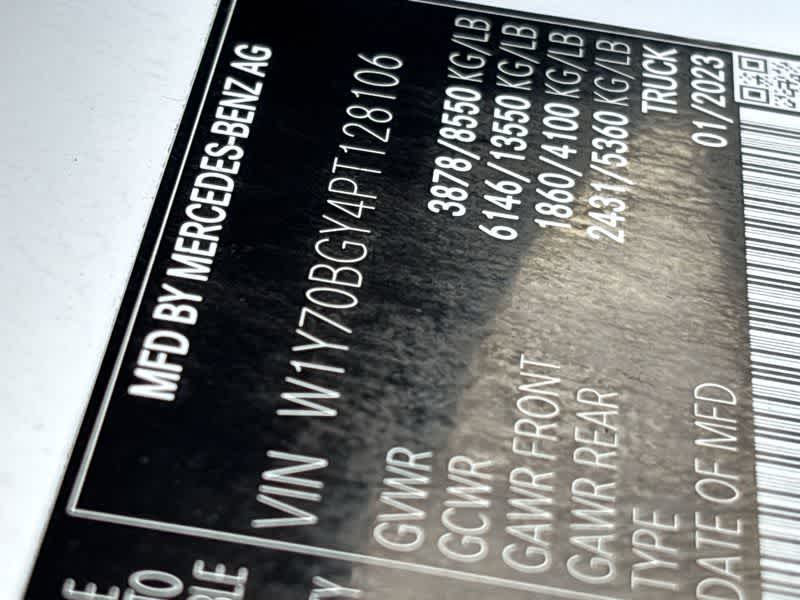 MFD BY MERCEDES-BENZ AG
VIN W1Y70BGY4PT128106
GVWR 3878/8550 KG/LB
GCWR 6146/13550 KG/LB
GAWR FRONT 1860/4100 KG/LB
GAWR REAR 2431/5360 KG/LB
TYPE TRUCK
DATE OF MFD 01/2023